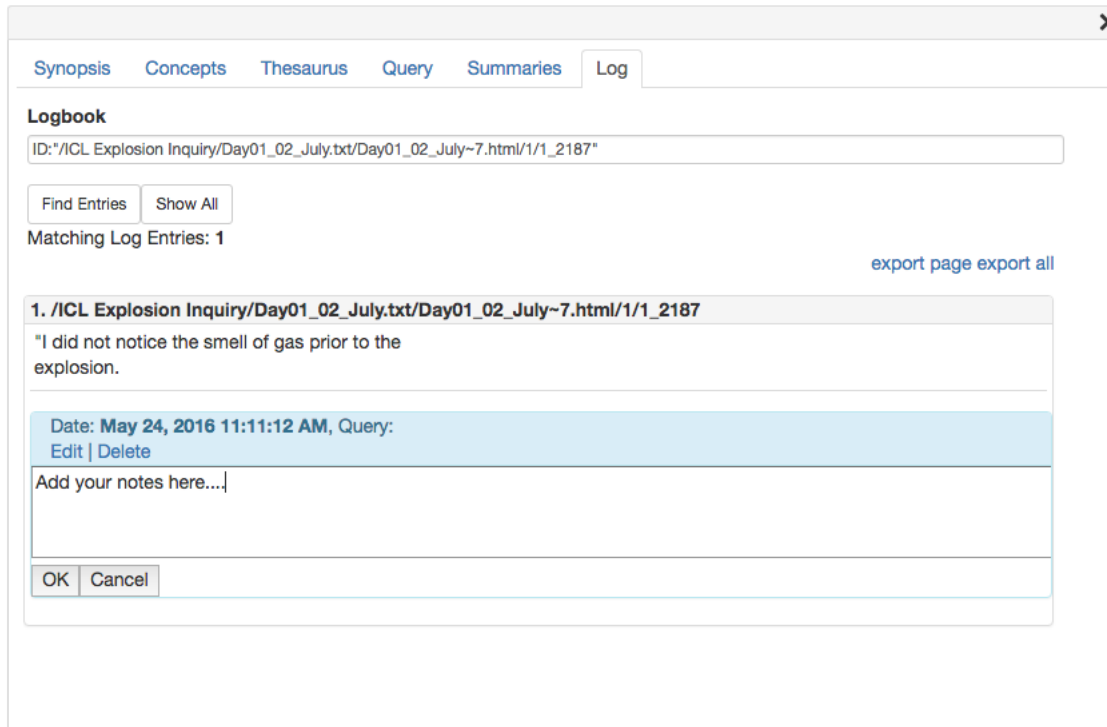 Synopsis Concepts Thesaurus Query Summaries Log
Logbook
ID:"/ICL Explosion Inquiry/Day01_02_July.txt/Day01_02_July~7.html/1/1_2187"
Find Entries Show All
Matching Log Entries: 1
export page export all
1. /ICL Explosion Inquiry/Day01_02_July.txt/Day01_02_July~7.html/1/1_2187
"I did not notice the smell of gas prior to the
explosion.
Date: May 24, 2016 11:11:12 AM, Query:
Edit | Delete
Add your notes here....
OK Cancel